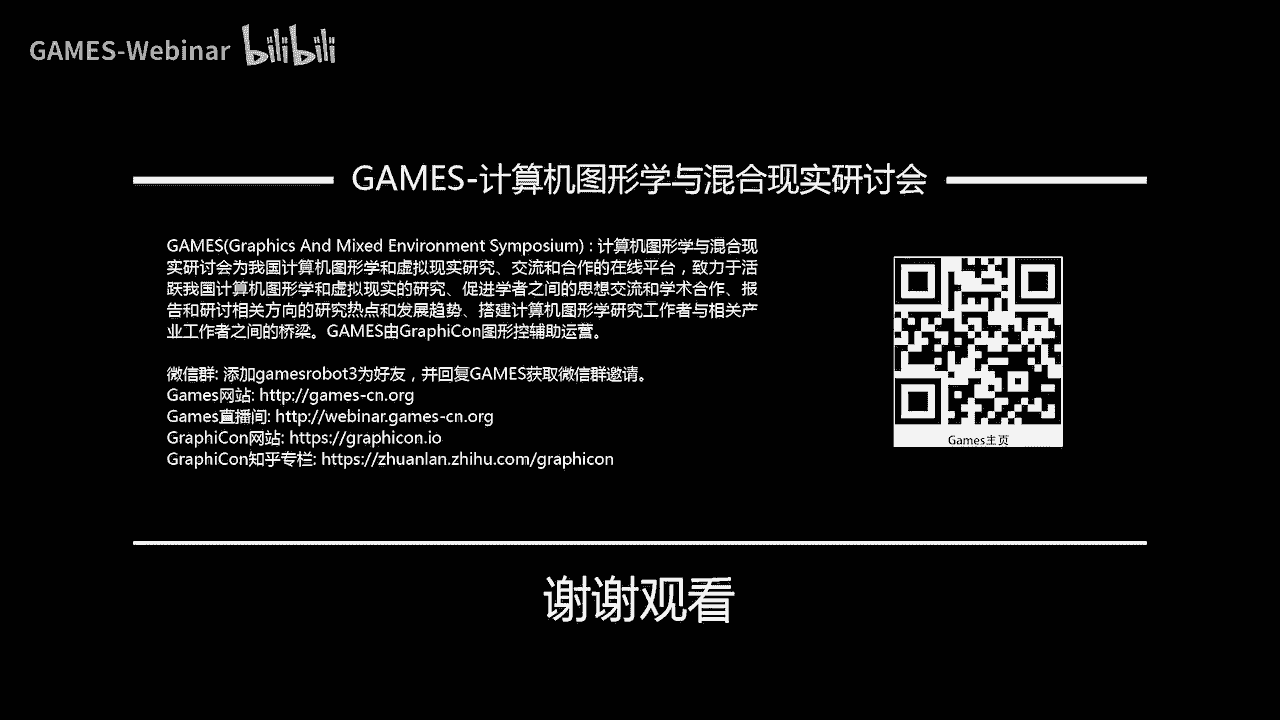 GAMES-Webinar bilibili
GAMES-计算机图形学与混合现实研讨会
GAMES(Graphics And Mixed Environment Symposium) : 计算机图形学与混合现
实研讨会为我国计算机图形学和虚拟现实研究、交流和合作的在线平台，致力于活
跃我国计算机图形学和虚拟现实的研究、促进学者之间的思想交流和学术合作、报
告和研讨相关方向的研究热点和发展趋势、搭建计算机图形学研究工作者与相关产
业工作者之间的桥梁。GAMES由GraphiCon图形控辅助运营。
微信群: 添加gamesrobot3为好友，并回复GAMES获取微信群邀请。
Games网站: http://games-cn.org
Games直播间: http://webinar.games-cn.org
GraphiCon网站: https://graphicon.io
GraphiCon知乎专栏: https://zhuanlan.zhihu.com/graphicon
Games主页
谢谢观看